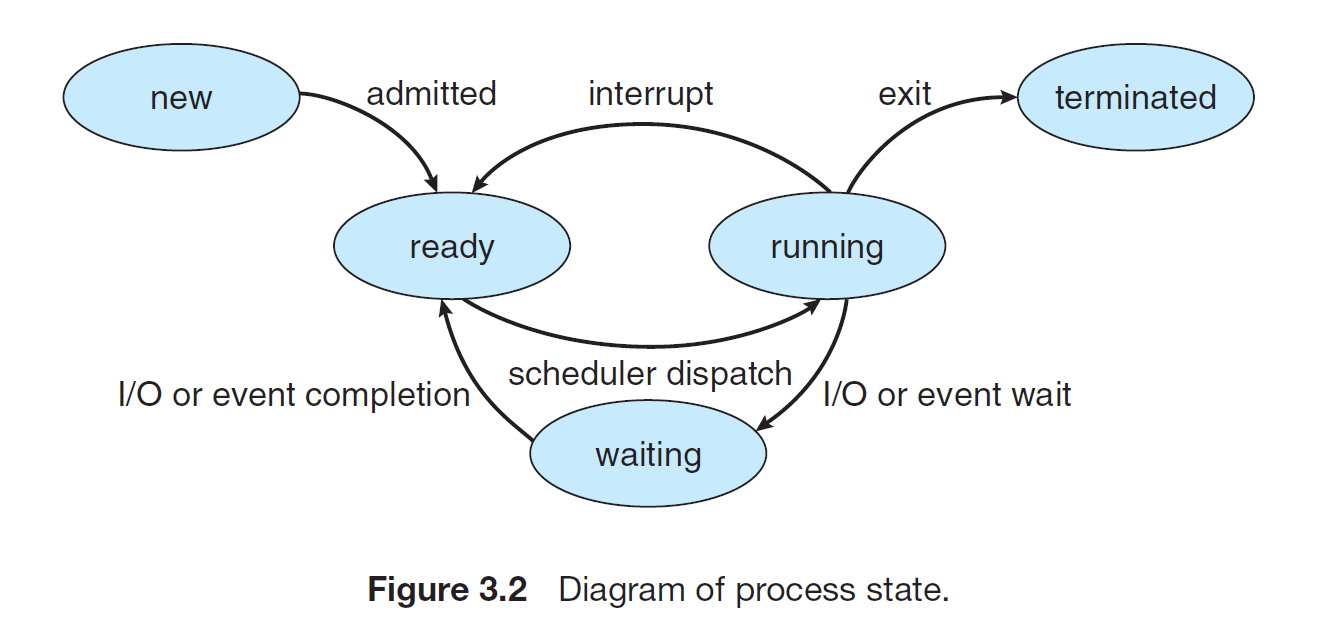 new
admitted
interrupt
exit
terminated
ready
running
scheduler dispatch
I/O or event completion
I/O or event wait
waiting
Figure 3.2 Diagram of process state.